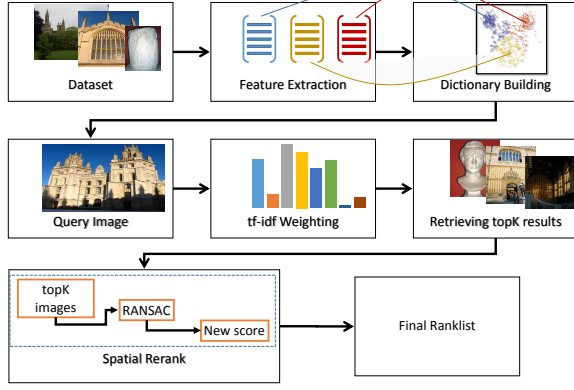 Dataset
Feature Extraction
Dictionary Building
Query Image
tf-idf Weighting
Retrieving topK results
topK
images
RANSAC
New score
Spatial Rerank
Final Ranklist